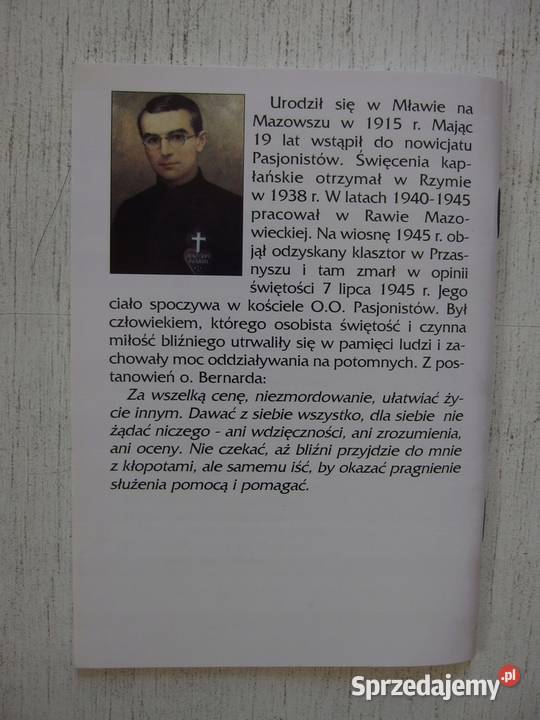 Urodził się w Mławie na
Mazowszu w 1915 r. Mając
19 lat wstąpił do nowicjatu
Pasjonistów. Święcenia kap-
łańskie otrzymał w Rzymie
w 1938 r. W latach 1940-1945
pracował w Rawie Mazo-
wieckiej. Na wiosnę 1945 r. ob-
jął odzyskany klasztor w Przas-
nyszu i tam zmarł w opinii
świętości 7 lipca 1945 r. Jego
ciało spoczywa w kościele O.O. Pasjonistów. Był
człowiekiem, którego osobista świętość i czynna
miłość bliźniego utrwaliły się w pamięci ludzi i za-
chowały moc oddziaływania na potomnych. Z pos-
tanowień o. Bernarda:
Za wszelką cenę, niezmordowanie, ułatwiać ży-
cie innym. Dawać z siebie wszystko, dla siebie nie
żądać niczego - ani wdzięczności, ani zrozumienia,
ani oceny. Nie czekać, aż bliźni przyjdzie do mnie
z kłopotami, ale samemu iść, by okazać pragnienie
służenia pomocą i pomagać.
Sprzedajemy.pl